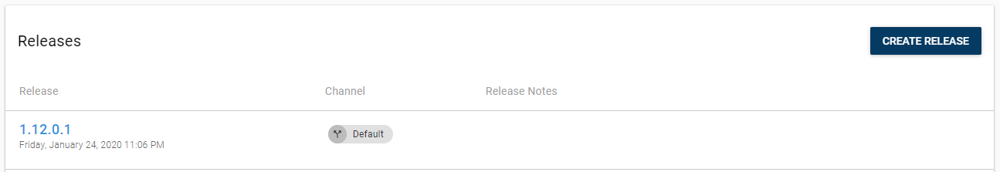 Releases
CREATE RELEASE
Release Channel Release Notes
1.12.0.1
Default
Friday, January 24, 2020 11:06 PM